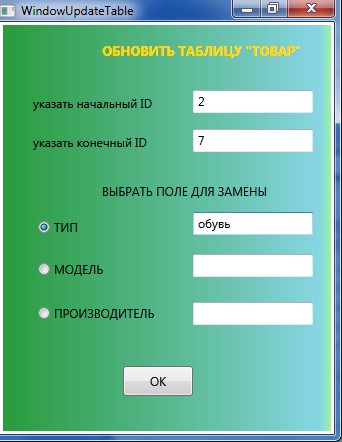 WindowUpdateTable
ОБНОВИТЬ ТАБЛИЦУ "ТОВАР"
указать начальный ID 2
указать конечный ID 7
ВЫБРАТЬ ПОЛЕ ДЛЯ ЗАМЕНЫ
ТИП обувь
МОДЕЛЬ
ПРОИЗВОДИТЕЛЬ
OK